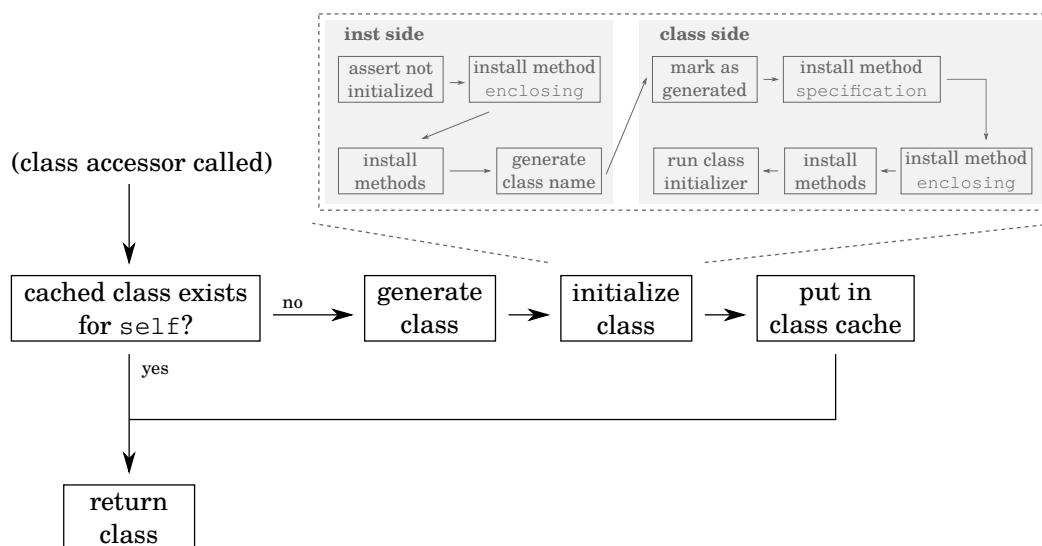 inst side
assert not
initialized
install method
enclosing
install
methods
generate
class name
class side
mark as
generated
install method
specification
run class
initializer
install
methods
install method
enclosing
(class accessor called)
cached class exists
for self?
no
generate
class
initialize
class
put in
class cache
yes
return
class